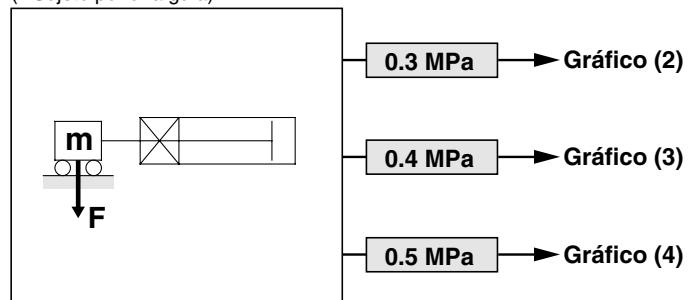 0.3 MPa Gráfico (2)
m
0.4 MPa Gráfico (3)
F
0.5 MPa Gráfico (4)